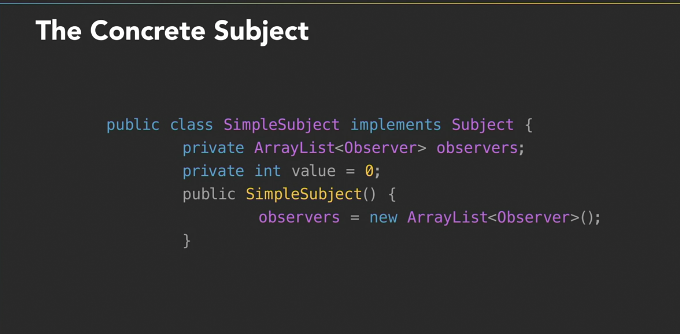 The Concrete Subject
public class SimpleSubject implements Subject {
private ArrayList<Observer> observers;
private int value = 0;
public SimpleSubject() {
observers = new ArrayList<Observer>();
}